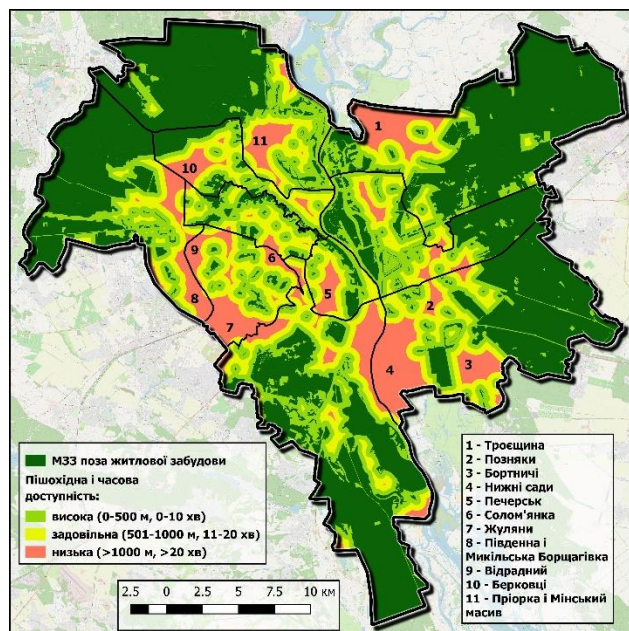 1
11
10
9
6
8
5
2
7
4
3
МЗЗ поза житлової забудови
Пішохідна і часова
доступність:
висока (0-500 м, 0-10 хв)
задовільна (501-1000 м, 11-20 хв)
низька (>1000 м, >20 хв)
2.5 0 2.5 5 7.5 10 км
1 - Троєщина
2 - Позняки
3 - Бортничі
4 - Нижні сади
5 - Печерськ
6 - Солом'янка
7 - Жуляни
8 - Південна і
Микільська Борщагівка
9 - Відрадний
10 - Берковці
11 - Пріорка і Мінський
масив